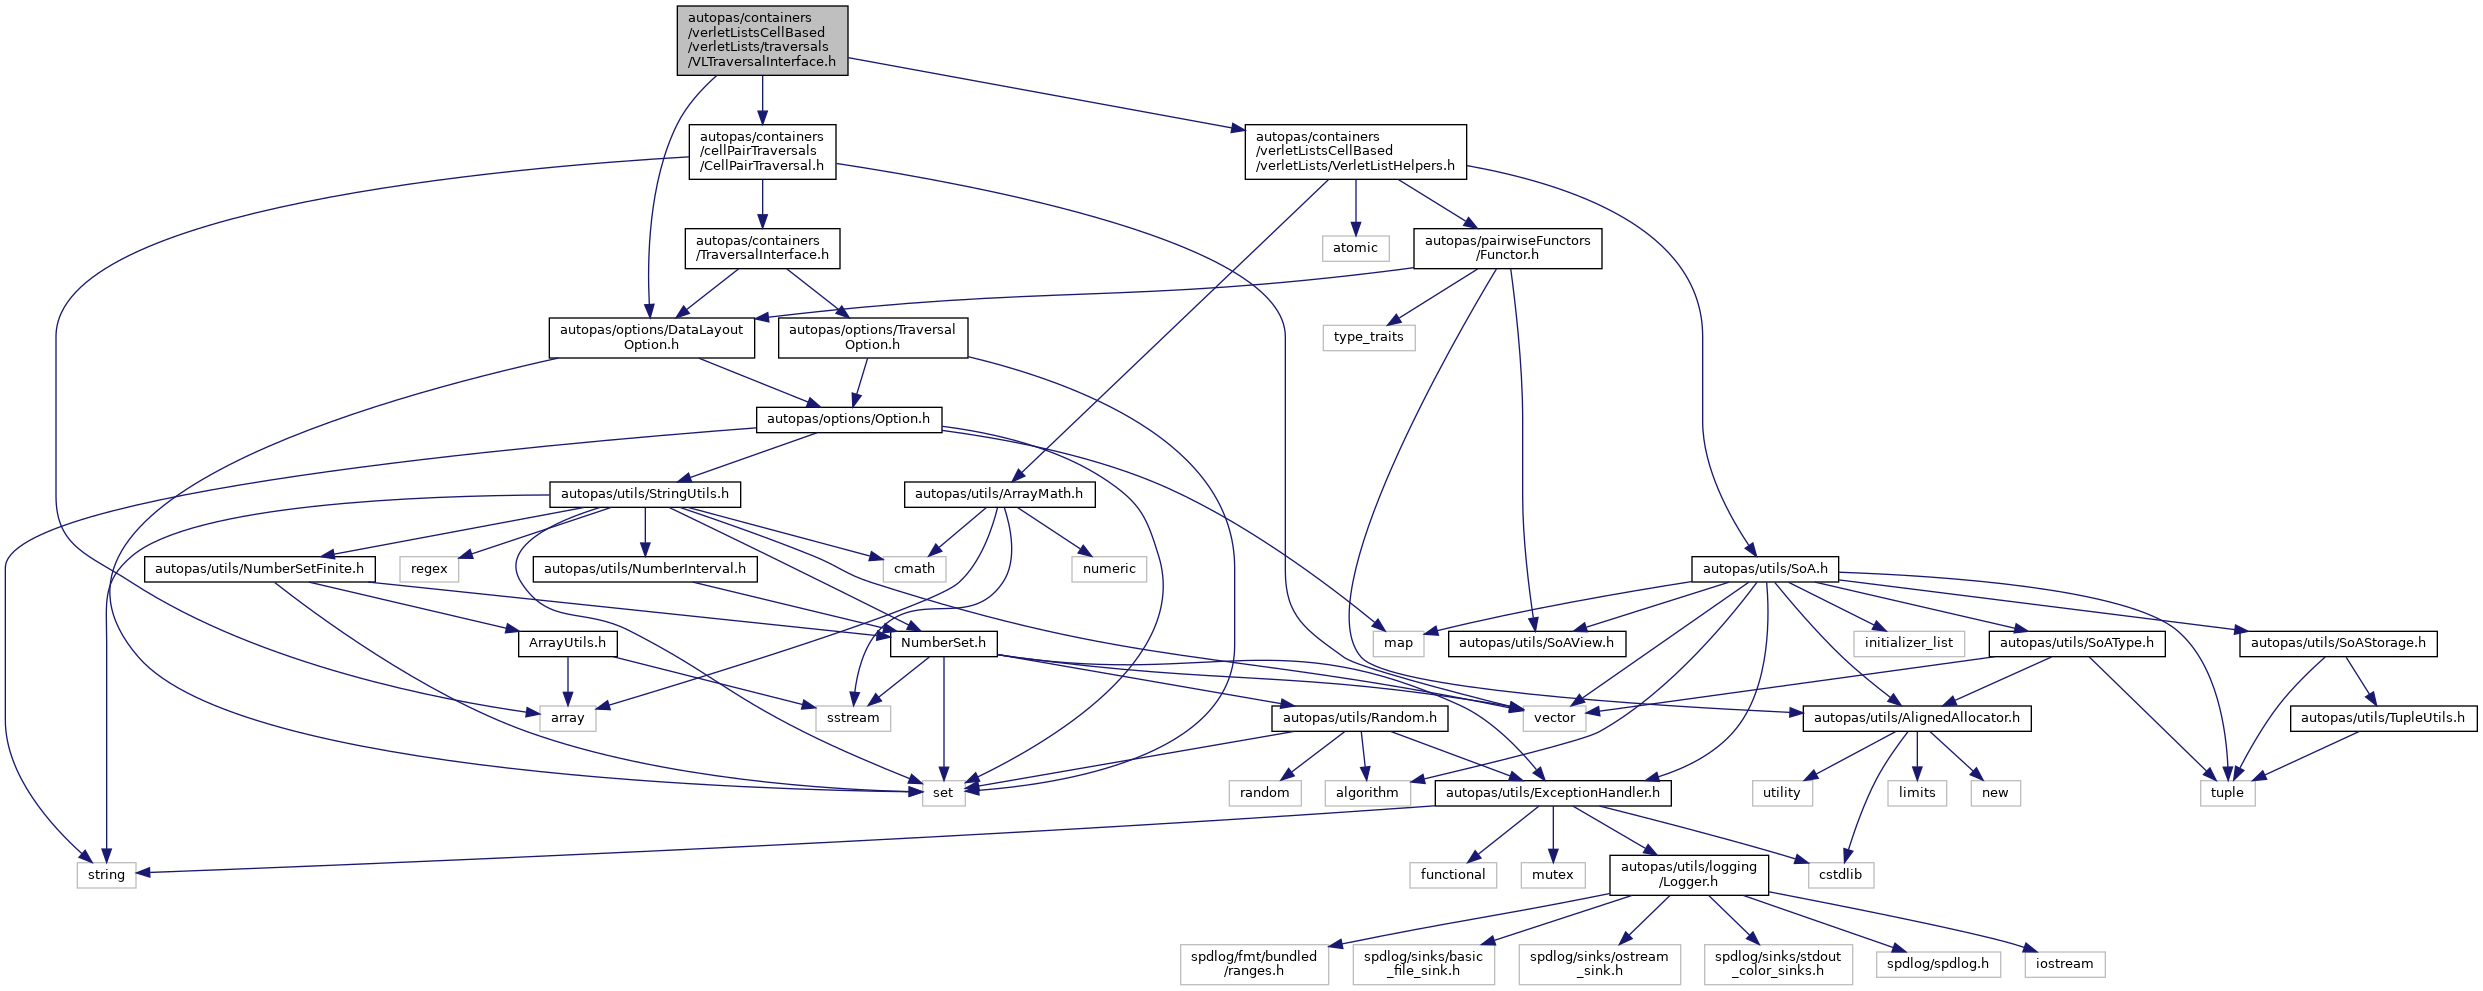 autopas/containers
/verletListsCellBased
/verletLists/traversals
/VLTraversalInterface.h
autopas/containers
/cellPairTraversals
/CellPairTraversal.h
autopas/containers
/verletListsCellBased
/verletLists/VerletListHelpers.h
autopas/containers
/TraversalInterface.h
atomic
autopas/pairwiseFunctors
/Functor.h
autopas/options/DataLayout
Option.h
autopas/options/Traversal
Option.h
type_traits
autopas/options/Option.h
autopas/utils/StringUtils.h
autopas/utils/ArrayMath.h
autopas/utils/NumberSetFinite.h
regex
autopas/utils/NumberInterval.h
cmath
numeric
autopas/utils/SoA.h
ArrayUtils.h
NumberSet.h
map
autopas/utils/SoAView.h
initializer_list
autopas/utils/SoAType.h
autopas/utils/SoAStorage.h
array
sstream
autopas/utils/Random.h
vector
autopas/utils/AlignedAllocator.h
autopas/utils/TupleUtils.h
set
random
algorithm
autopas/utils/ExceptionHandler.h
utility
limits
new
tuple
string
functional
mutex
autopas/utils/logging
/Logger.h
cstdlib
spdlog/fmt/bundled
/ranges.h
spdlog/sinks/basic
_file_sink.h
spdlog/sinks/ostream
_sink.h
spdlog/sinks/stdout
_color_sinks.h
spdlog/spdlog.h
iostream